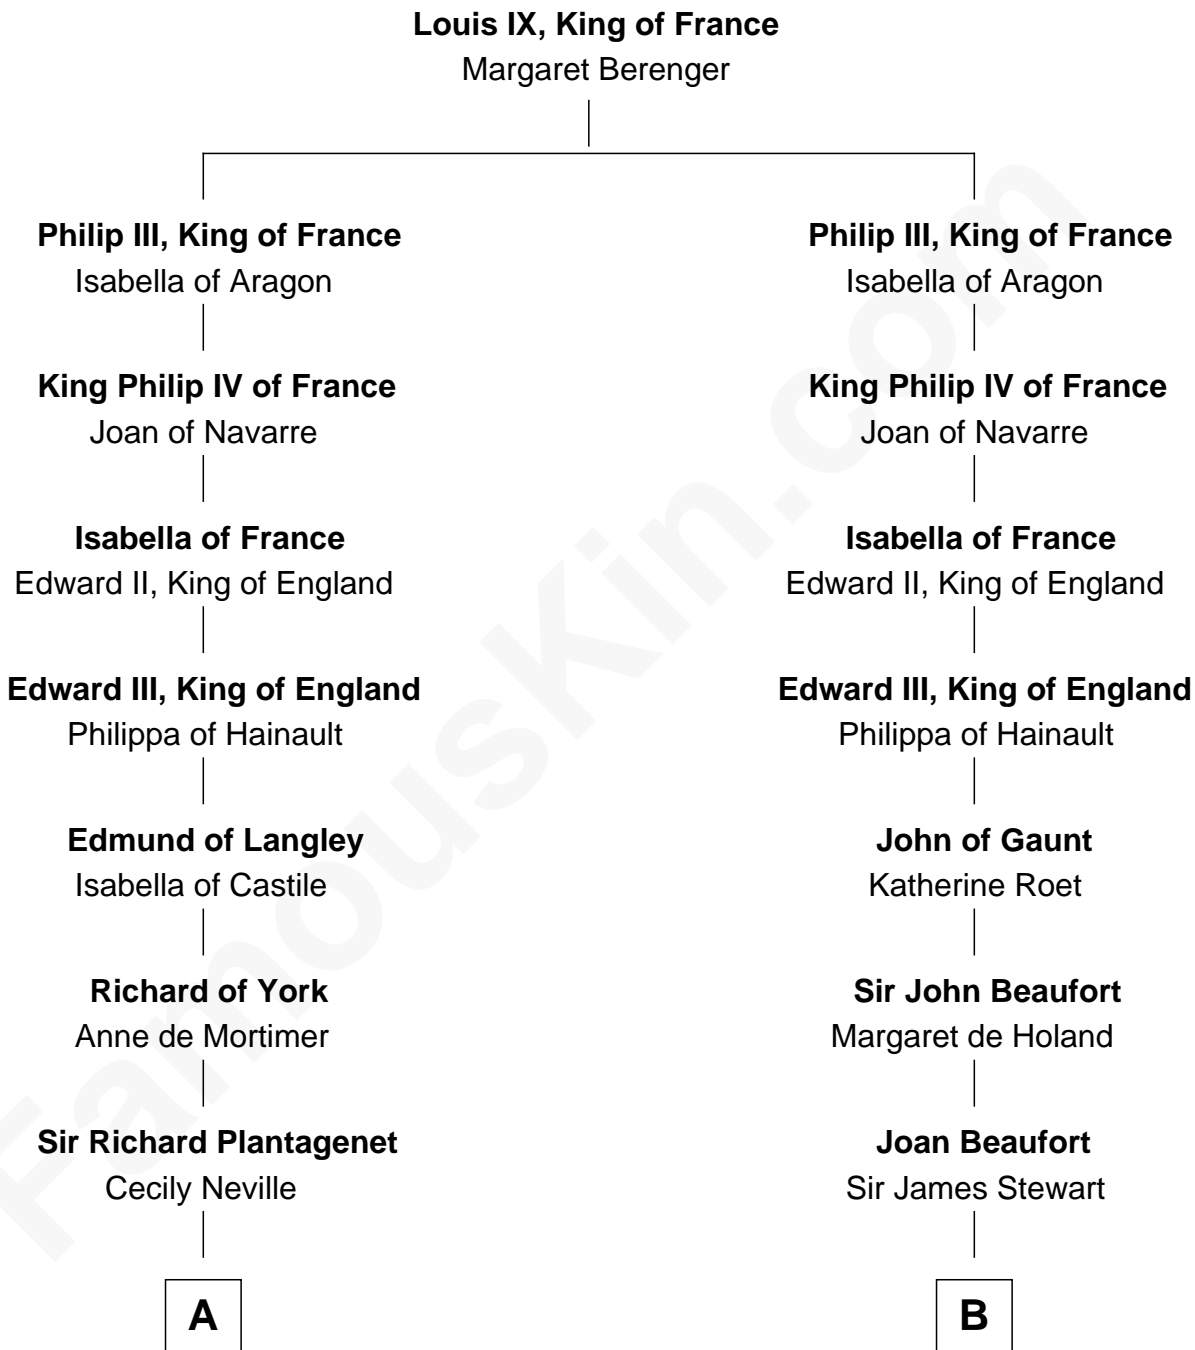 Louis IX, King of France
Margaret Berenger
Philip III, King of France
Isabella of Aragon
King Philip IV of France
Joan of Navarre
Isabella of France
Edward II, King of England
Edward III, King of England
Philippa of Hainault
Edmund of Langley
Isabella of Castile
Richard of York
Anne de Mortimer
Sir Richard Plantagenet
Cecily Neville
A
Philip III, King of France
Isabella of Aragon
King Philip IV of France
Joan of Navarre
Isabella of France
Edward II, King of England
Edward III, King of England
Philippa of Hainault
John of Gaunt
Katherine Roet
Sir John Beaufort
Margaret de Holand
Joan Beaufort
Sir James Stewart
B
FamousKin.com